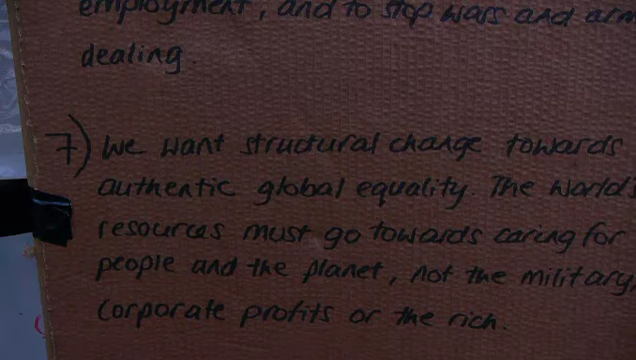 employment, and to stop wars and arm
dealing.
7) We want structural change towards
authentic global equality. The World's
resources must go towards caring for
people and the planet, not the military,
corporate profits or the rich.